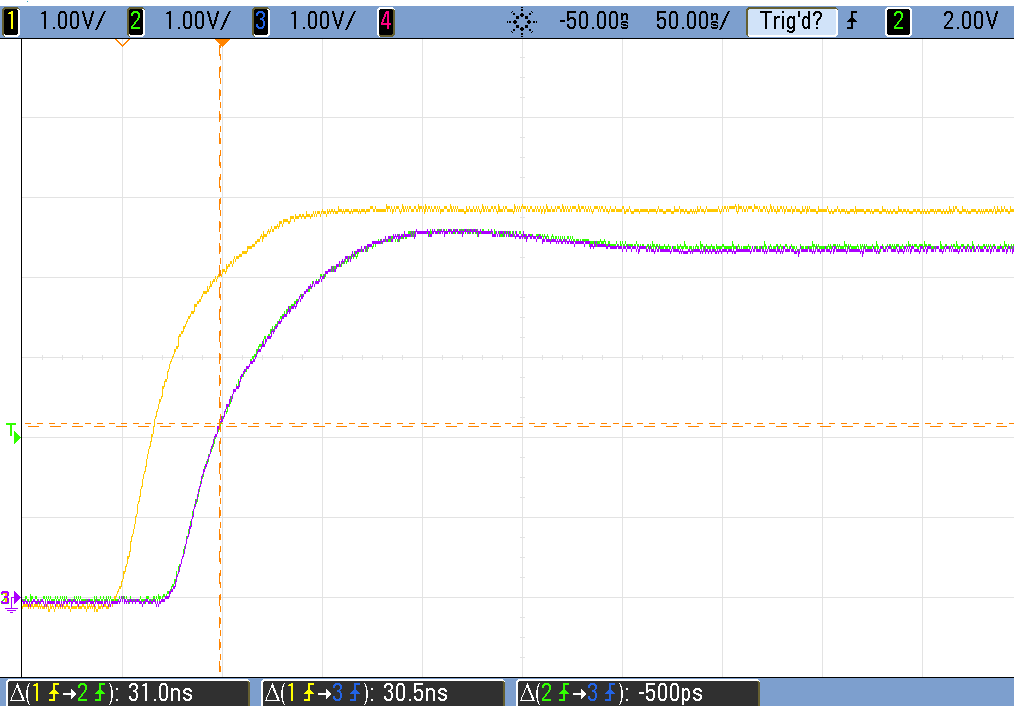 1 1.00V/ 2 1.00V/ 3 1.00V/ 4 -50.00ns 50.00ns/ Trig'd? 2 2.00V
T
3
Δ(1→2): 31.0ns Δ(1→3): 30.5ns Δ(2→3): -500ps